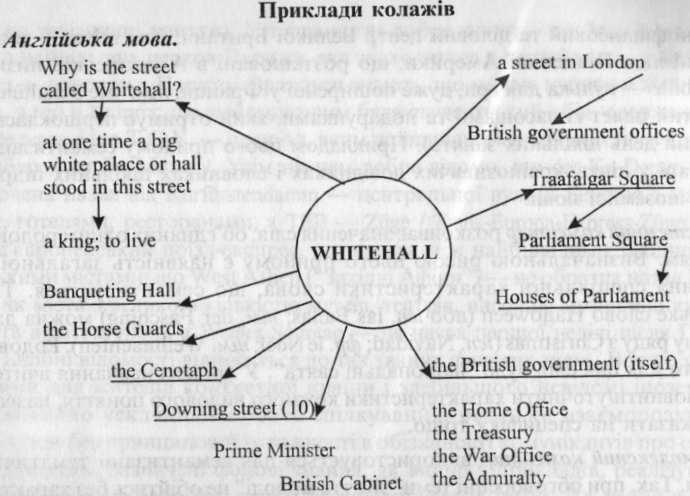 Приклади колажів
Англійська мова.
Why is the street
called Whitehall?
at one time a big
white palace or hall
stood in this street
a king; to live
Banqueting Hall
the Horse Guards
the Cenotaph
Downing street (10)
Prime Minister
British Cabinet
WHITEHALL
a street in London
British government offices
Traafalgar Square
Parliament Square
Houses of Parliament
the British government (itself)
the Home Office
the Treasury
the War Office
the Admiralty